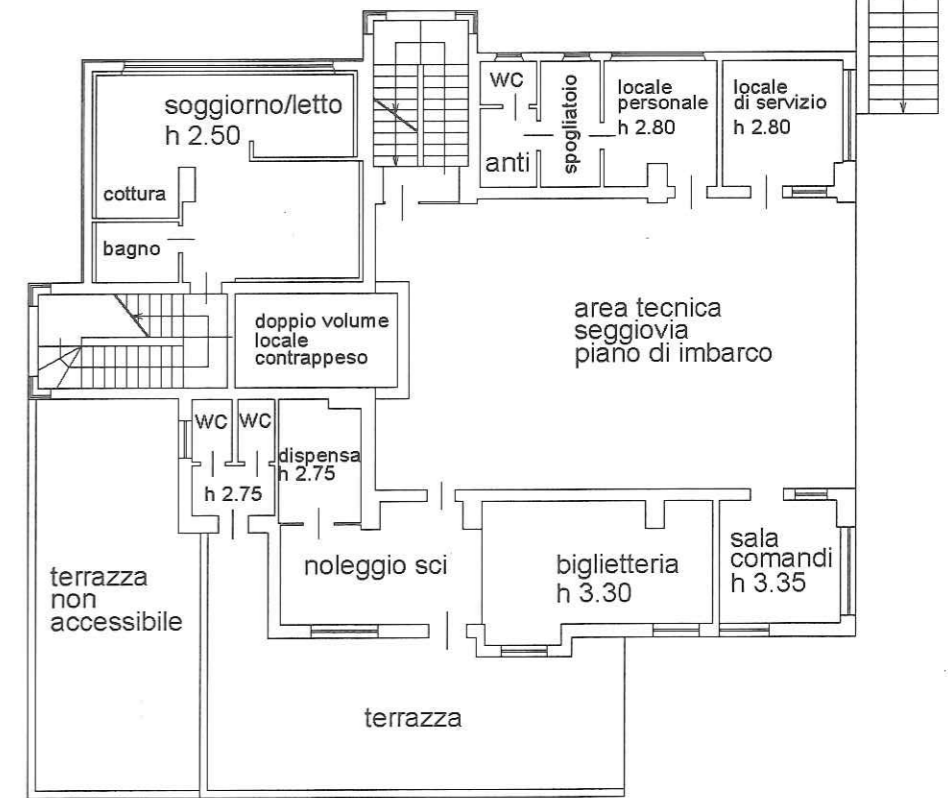 soggiorno/letto
h 2.50
cottura
bagno
WC
anti
spogliatoio
locale
personale
h 2.80
locale
di servizio
h 2.80
doppio volume
locale
contrappeso
area tecnica
seggiovia
piano di imbarco
WC
WC
h 2.75
dispensa
h 2.75
noleggio sci
biglietteria
h 3.30
sala
comandi
h 3.35
terrazza
non
accessibile
terrazza